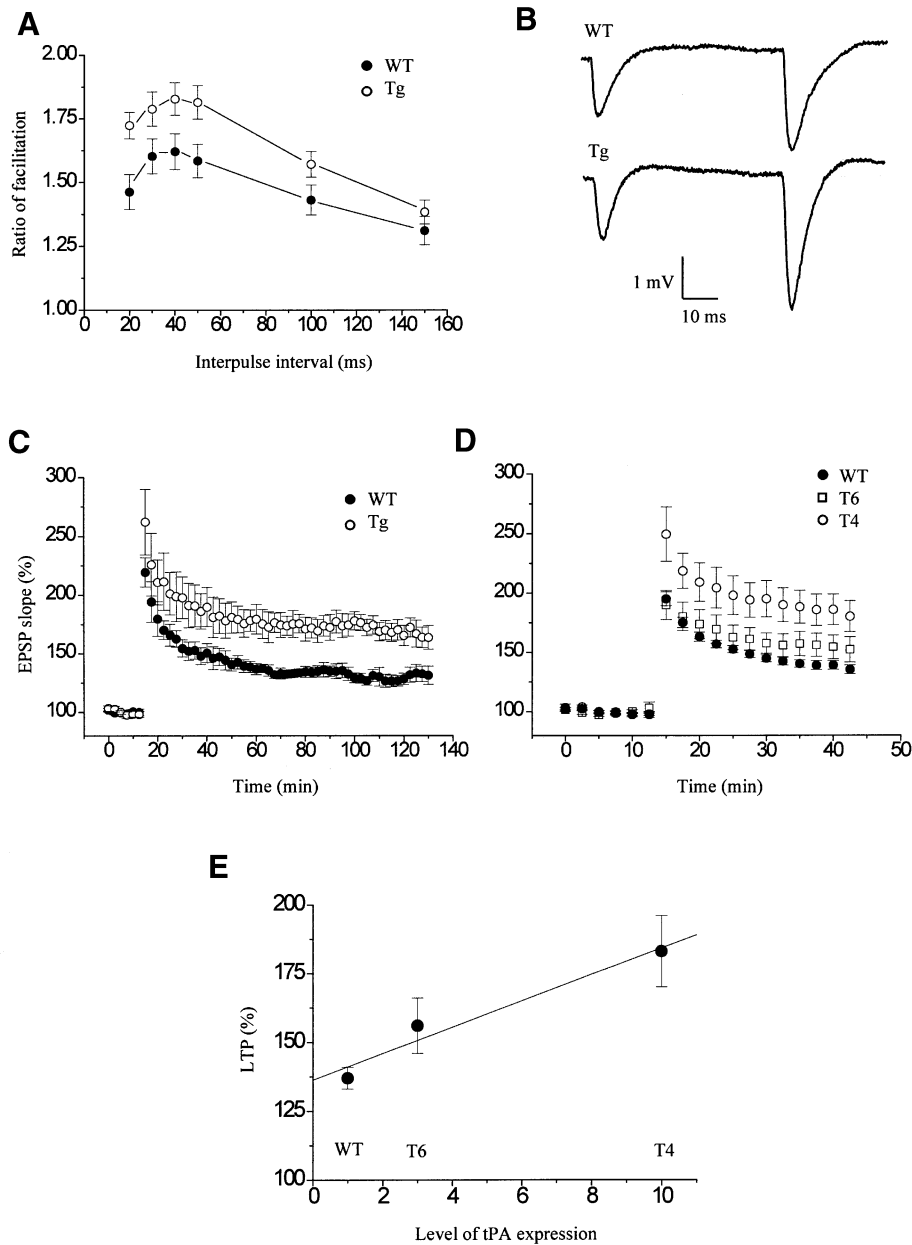 A
2.00
1.75
1.50
1.25
1.00
Ratio of facilitation
WT
Tg
0 20 40 60 80 100 120 140 160
Interpulse interval (ms)
B
WT
Tg
1 mV
10 ms
C
300
250
200
150
100
EPSP slope (%)
WT
Tg
0 20 40 60 80 100 120 140
Time (min)
D
300
250
200
150
100
WT
T6
T4
0 10 20 30 40 50
Time (min)
E
200
175
150
125
100
LTP (%)
WT T6 T4
0 2 4 6 8 10
Level of tPA expression